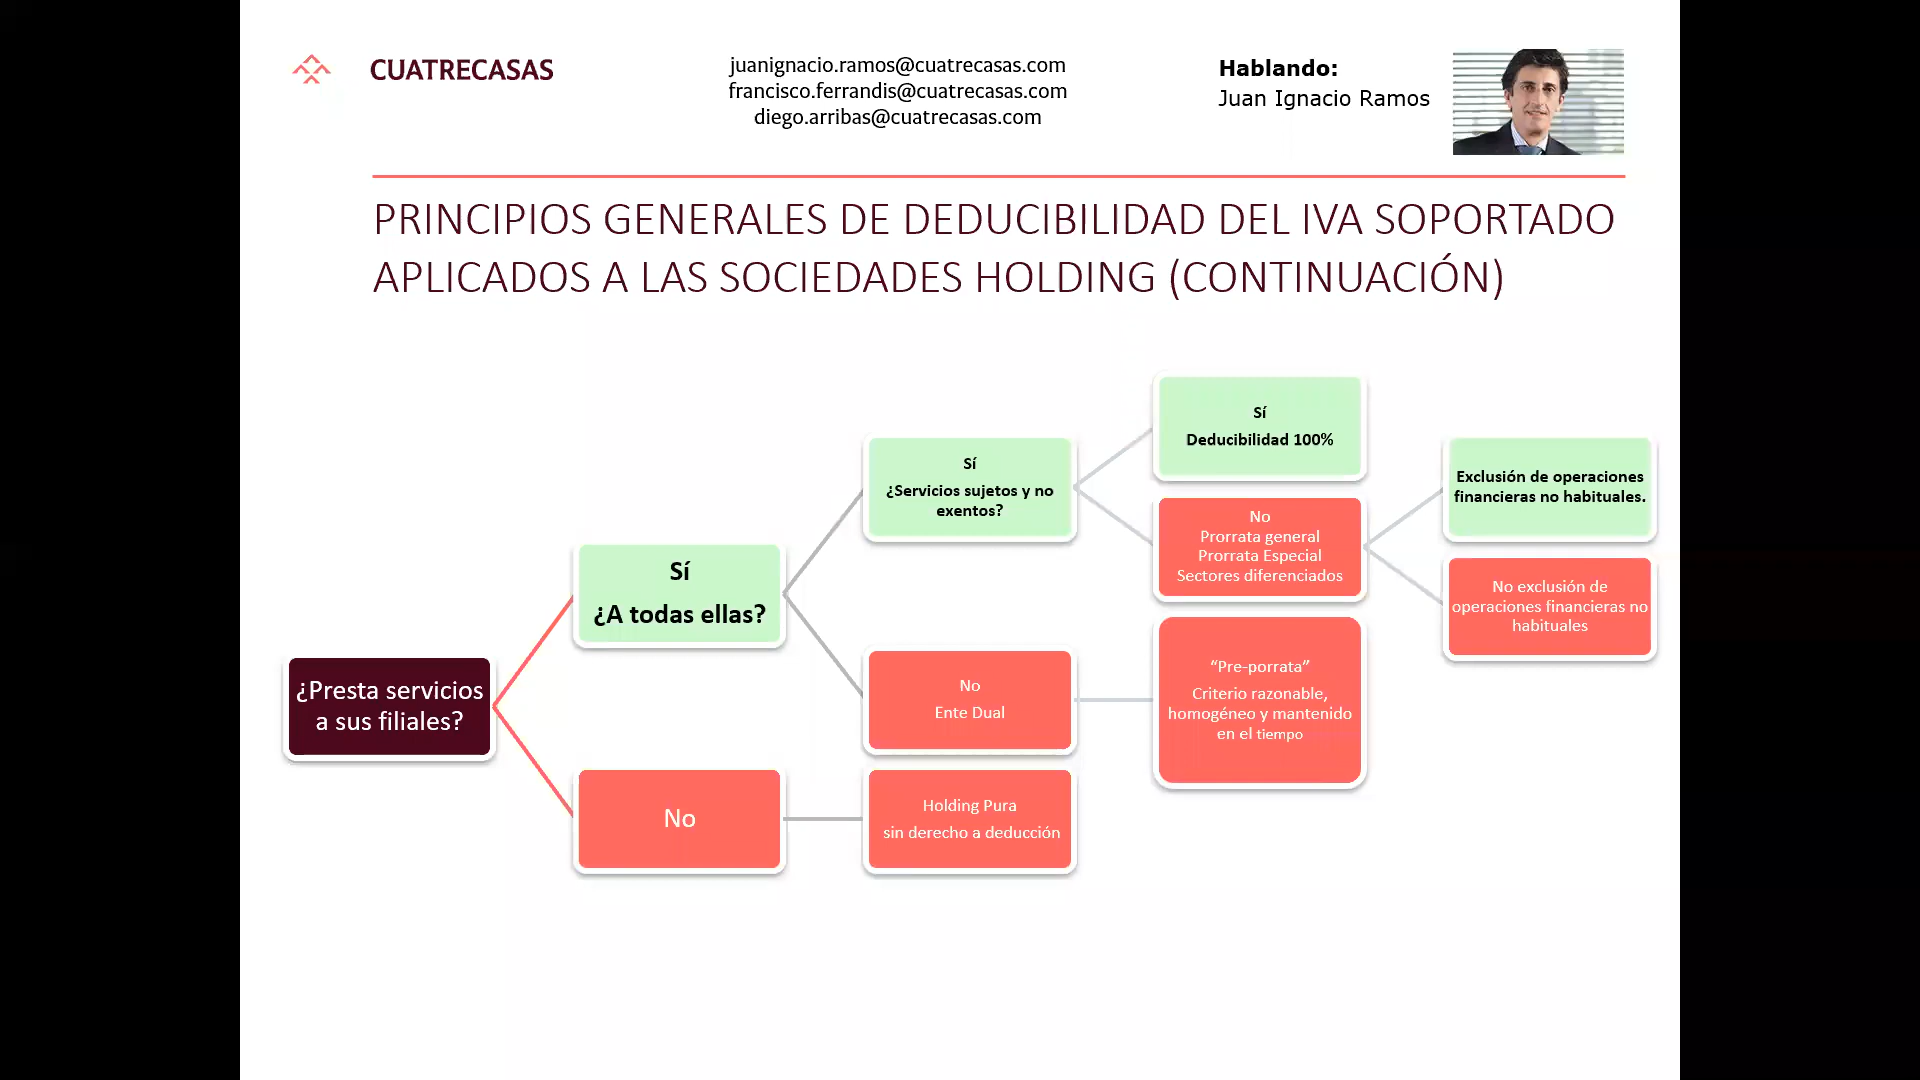 CUATRECASAS
juanignacio.ramos@cuatrecasas.com
francisco.ferrandis@cuatrecasas.com
diego.arribas@cuatrecasas.com
Hablando:
Juan Ignacio Ramos
PRINCIPIOS GENERALES DE DEDUCIBILIDAD DEL IVA SOPORTADO
APLICADOS A LAS SOCIEDADES HOLDING (CONTINUACIÓN)
¿Presta servicios
a sus filiales?
Sí
¿A todas ellas?
No
Sí
¿Servicios sujetos y no
exentos?
No
Ente Dual
Holding Pura
sin derecho a deducción
Sí
Deducibilidad 100%
No
Prorrata general
Prorrata Especial
Sectores diferenciados
“Pre-porrata”
Criterio razonable,
homogéneo y mantenido
en el tiempo
Exclusión de operaciones
financieras no habituales.
No exclusión de
operaciones financieras no
habituales